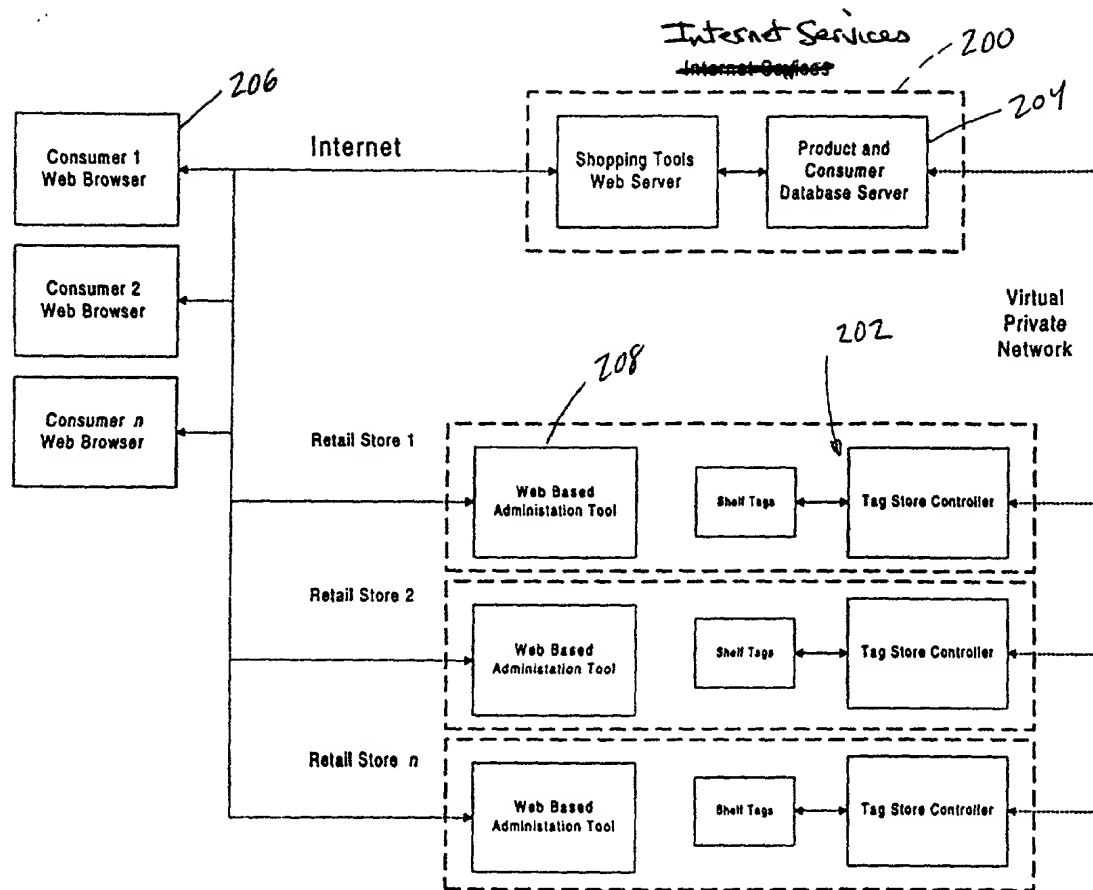 Internet Services
Internet Services
200
206
204
Consumer 1
Web Browser
Internet
Shopping Tools
Web Server
Product and
Consumer
Database Server
Consumer 2
Web Browser
Virtual
Private
Network
208
202
Consumer n
Web Browser
Retail Store 1
Web Based
Administation Tool
Shelf Tags
Tag Store Controller
Retail Store 2
Web Based
Administation Tool
Shelf Tags
Tag Store Controller
Retail Store n
Web Based
Administation Tool
Shelf Tags
Tag Store Controller